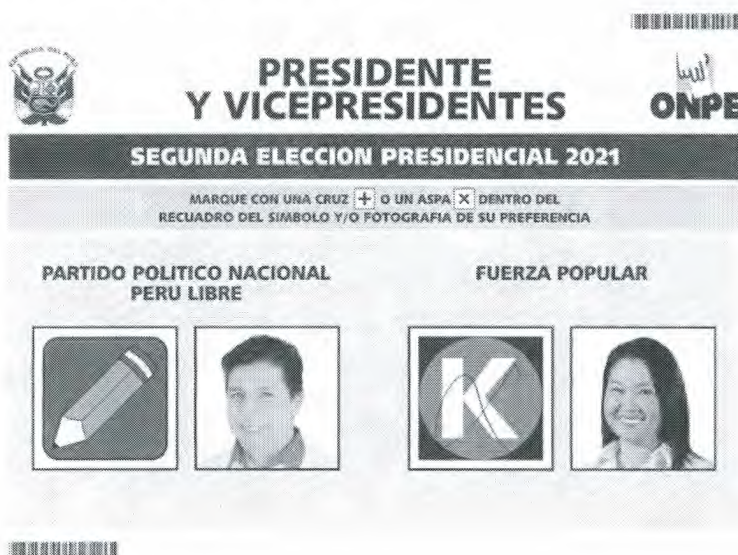 PRESIDENTE
Y VICEPRESIDENTES
ONPE
SEGUNDA ELECCION PRESIDENCIAL 2021
MARQUE CON UNA CRUZ + O UN ASPA X DENTRO DEL
RECUADRO DEL SIMBOLO Y/O FOTOGRAFIA DE SU PREFERENCIA
PARTIDO POLITICO NACIONAL
PERU LIBRE
FUERZA POPULAR
K